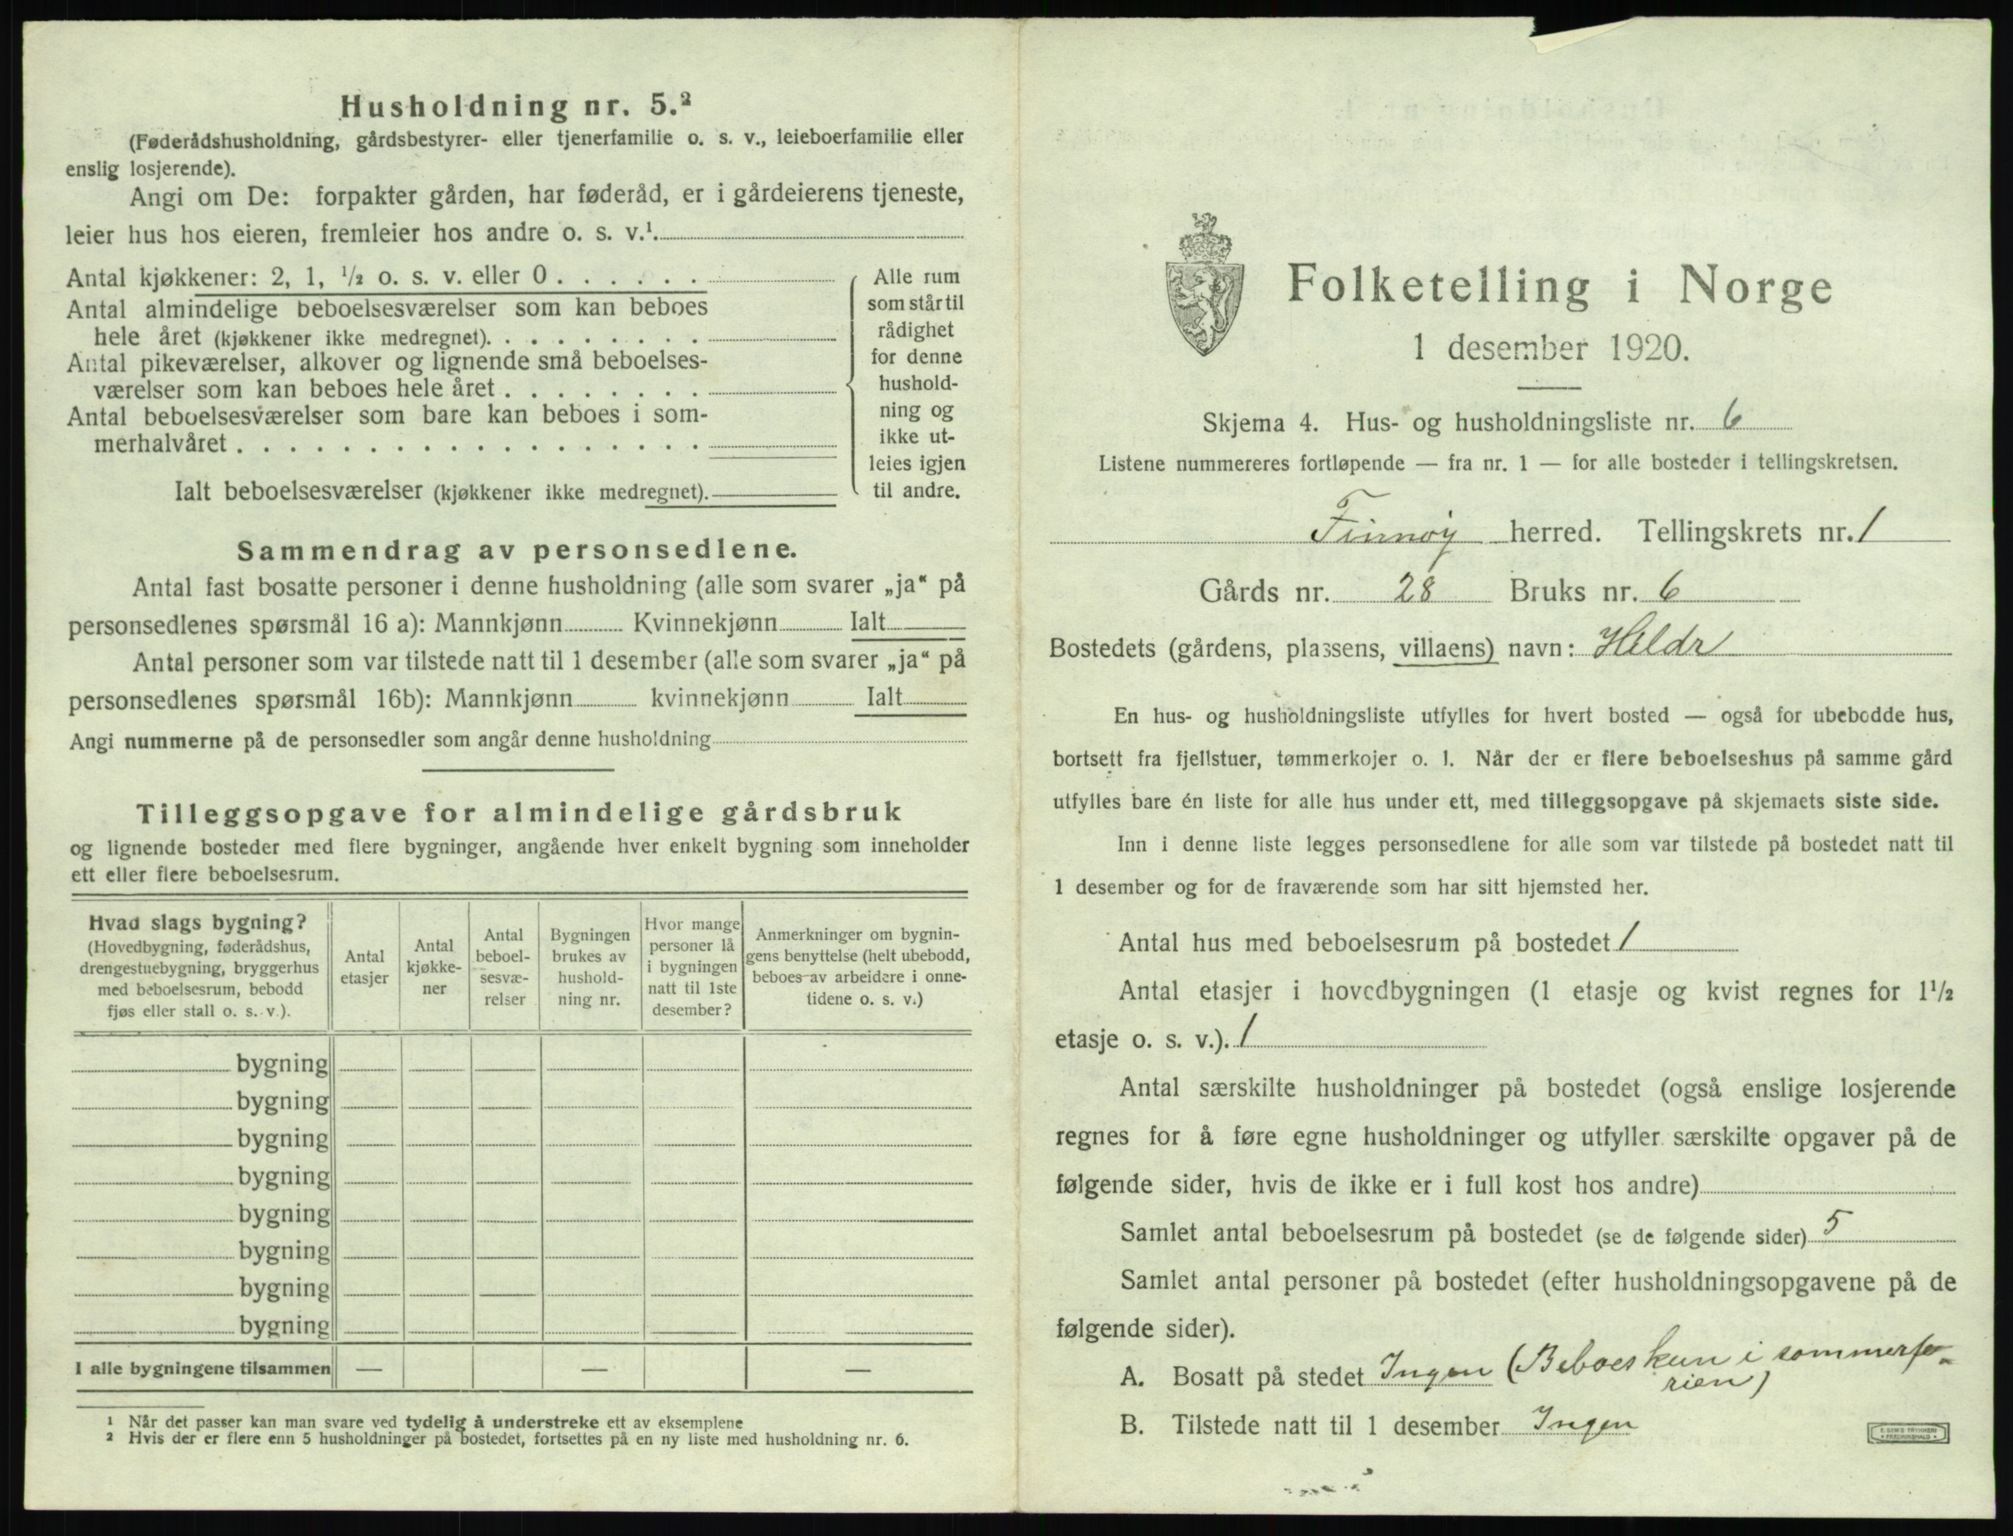 Husholdning nr. 5.²
(Føderådshusholdning, gårdsbestyrer- eller tjenerfamilie o. s. v., leieboerfamilie eller
enslig losjerende).
Angi om De: forpakter gården, har føderåd, er i gårdeierens tjeneste,
leier hus hos eieren, fremleier hos andre o. s. v.¹.
Antal kjøkkener: 2, 1, ½ o. s. v. eller 0 . . . . . .
Antal almindelige beboelsesværelser som kan beboes
hele året (kjøkkener ikke medregnet). . . . . . . . .
Antal pikeværelser, alkover og lignende små beboelses-
værelser som kan beboes hele året . . . . . . . .
Antal beboelsesværelser som bare kan beboes i som-
merhalvåret . . . . . . . . . . . . . . . . . .
Ialt beboelsesværelser (kjøkkener ikke medregnet).
Alle rum
som står til
rådighet
for denne
hushold-
ning og
ikke ut-
leies igjen
til andre.
Sammendrag av personsedlene.
Antal fast bosatte personer i denne husholdning (alle som svarer „ja“ på
personsedlenes spørsmål 16 a): Mannkjønn Kvinnekjønn Ialt
Antal personer som var tilstede natt til 1 desember (alle som svarer „ja“ på
personsedlenes spørsmål 16b): Mannkjønn kvinnekjønn Ialt
Angi nummerne på de personsedler som angår denne husholdning
Tilleggsopgave for almindelige gårdsbruk
og lignende bosteder med flere bygninger, angående hver enkelt bygning som inneholder
ett eller flere beboelsesrum.
Hvad slags bygning?
(Hovedbygning, føderådshus,
drengestuebygning, bryggerhus
med beboelsesrum, bebodd
fjøs eller stall o. s. v.).
Antal
etasjer
Antal
kjøkke-
ner
Antal
beboel-
sesvæ-
relser
Bygningen
brukes av
hushold-
ning nr.
Hvor mange
personer lå
i bygningen
natt til 1ste
desember?
Anmerkninger om bygnin-
gens benyttelse (helt ubebodd,
beboes av arbeidere i onne-
tidene o. s. v.)
bygning
bygning
bygning
bygning
bygning
bygning
bygning
bygning
I alle bygningene tilsammen — — —
¹ Når det passer kan man svare ved tydelig å understreke ett av eksemplene
² Hvis der er flere enn 5 husholdninger på bostedet, fortsettes på en ny liste med husholdning nr. 6.
Folketelling i Norge
1 desember 1920.
Skjema 4. Hus- og husholdningsliste nr. 6
Listene nummereres fortløpende — fra nr. 1 — for alle bosteder i tellingskretsen.
Finnøy herred. Tellingskrets nr. 1
Gårds nr. 28 Bruks nr. 6
Bostedets (gårdens, plassens, villaens) navn: Heldr
En hus- og husholdningsliste utfylles for hvert bosted — også for ubebodde hus,
bortsett fra fjellstuer, tømmerkojer o. l. Når der er flere beboelseshus på samme gård
utfylles bare én liste for alle hus under ett, med tilleggsopgave på skjemaets siste side.
Inn i denne liste legges personsedlene for alle som var tilstede på bostedet natt til
1 desember og for de fraværende som har sitt hjemsted her.
Antal hus med beboelsesrum på bostedet 1
Antal etasjer i hovedbygningen (1 etasje og kvist regnes for 1½
etasje o. s. v.). 1
Antal særskilte husholdninger på bostedet (også enslige losjerende
regnes for å føre egne husholdninger og utfyller særskilte opgaver på de
følgende sider, hvis de ikke er i full kost hos andre)
Samlet antal beboelsesrum på bostedet (se de følgende sider) 5
Samlet antal personer på bostedet (efter husholdningsopgavene på de
følgende sider).
A. Bosatt på stedet Ingen (Beboes kun i sommerfe-
rien)
B. Tilstede natt til 1 desember Ingen